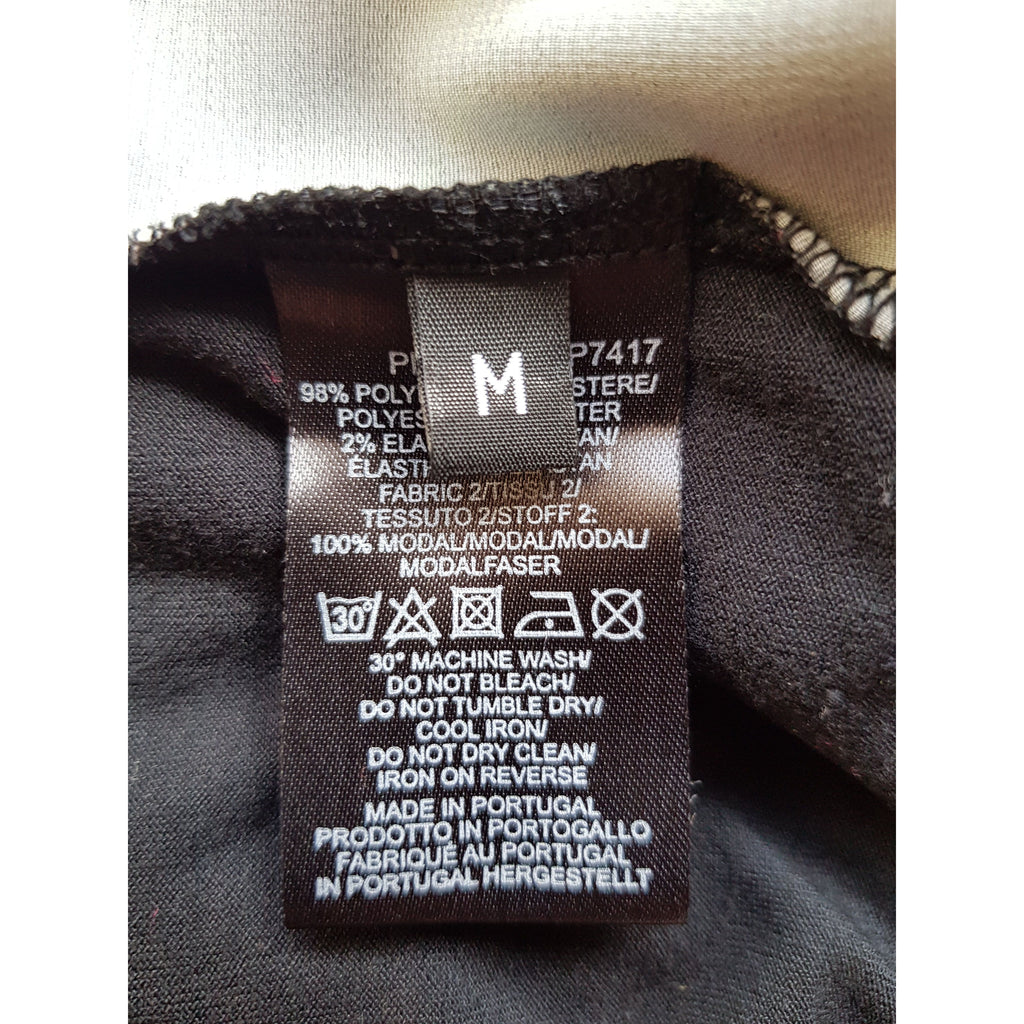 M
P7417
98% POLY STERE/
POLYES TER
2% ELA AN/
ÉLASTI AN
FABRIC 2/TISSU 2/
TESSUTO 2/STOFF 2:
100% MODAL/MODAL/MODAL/
MODALFASER
30°
30° MACHINE WASH/
DO NOT BLEACH/
DO NOT TUMBLE DRY/
COOL IRON/
DO NOT DRY CLEAN/
IRON ON REVERSE
MADE IN PORTUGAL
PRODOTTO IN PORTOGALLO
FABRIQUÉ AU PORTUGAL
IN PORTUGAL HERGESTELLT